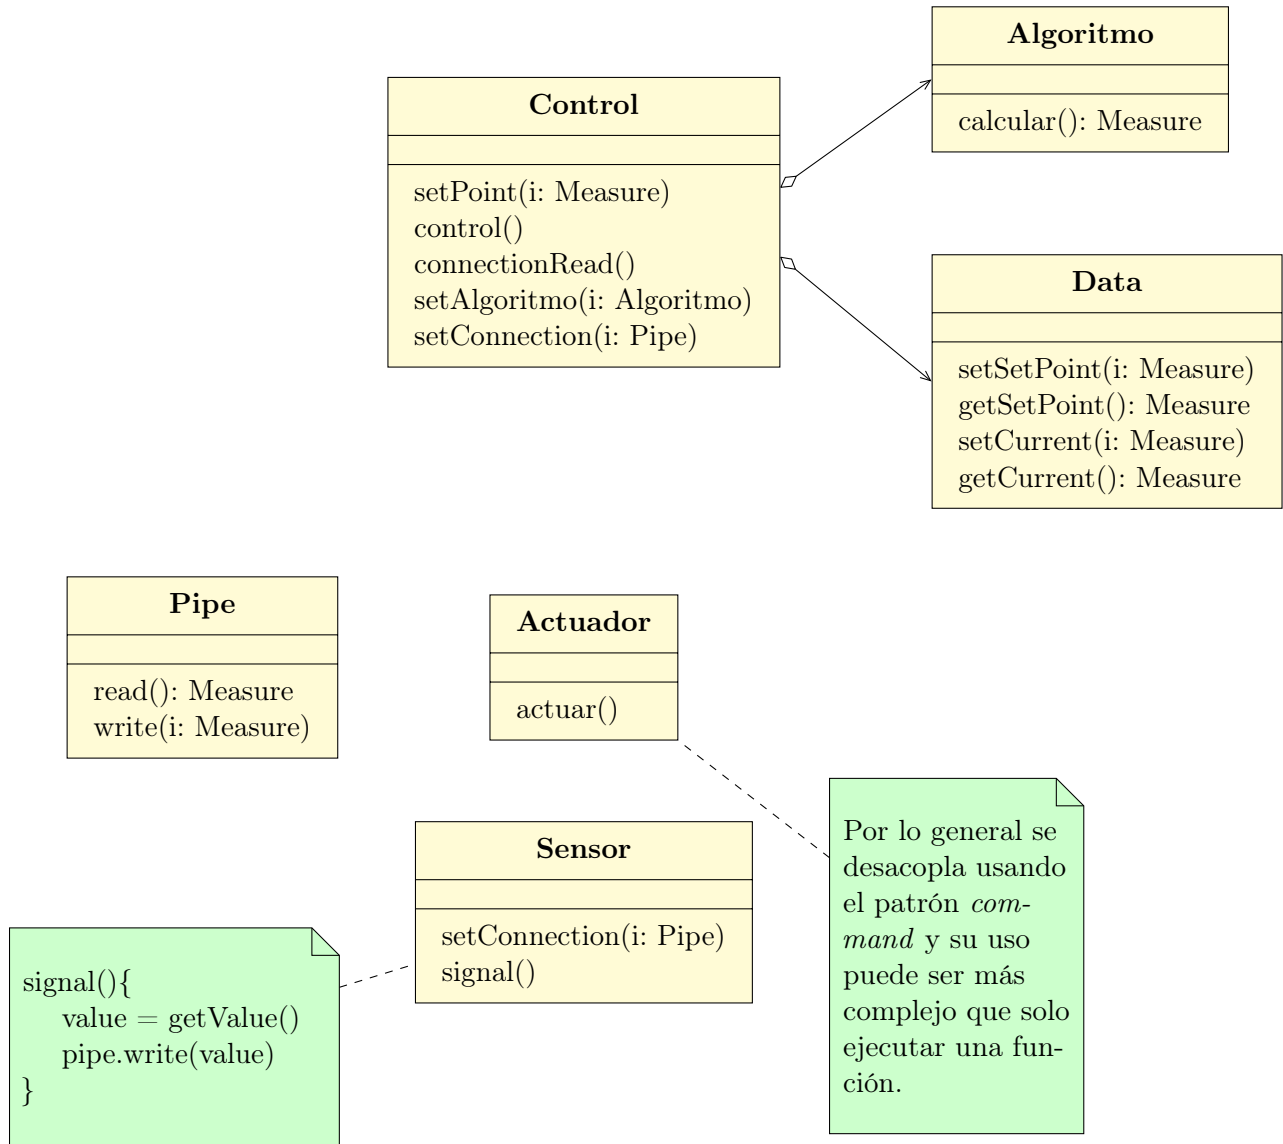 Algoritmo
calcular(): Measure
Control
setPoint(i: Measure)
control()
connectionRead()
setAlgoritmo(i: Algoritmo)
setConnection(i: Pipe)
Data
setSetPoint(i: Measure)
getSetPoint(): Measure
setCurrent(i: Measure)
getCurrent(): Measure
Pipe
read(): Measure
write(i: Measure)
Actuador
actuar()
Sensor
setConnection(i: Pipe)
signal()
Por lo general se
desacopla usando
el patrón com-
mand y su uso
puede ser más
complejo que solo
ejecutar una fun-
ción.
signal(){
value = getValue()
pipe.write(value)
}